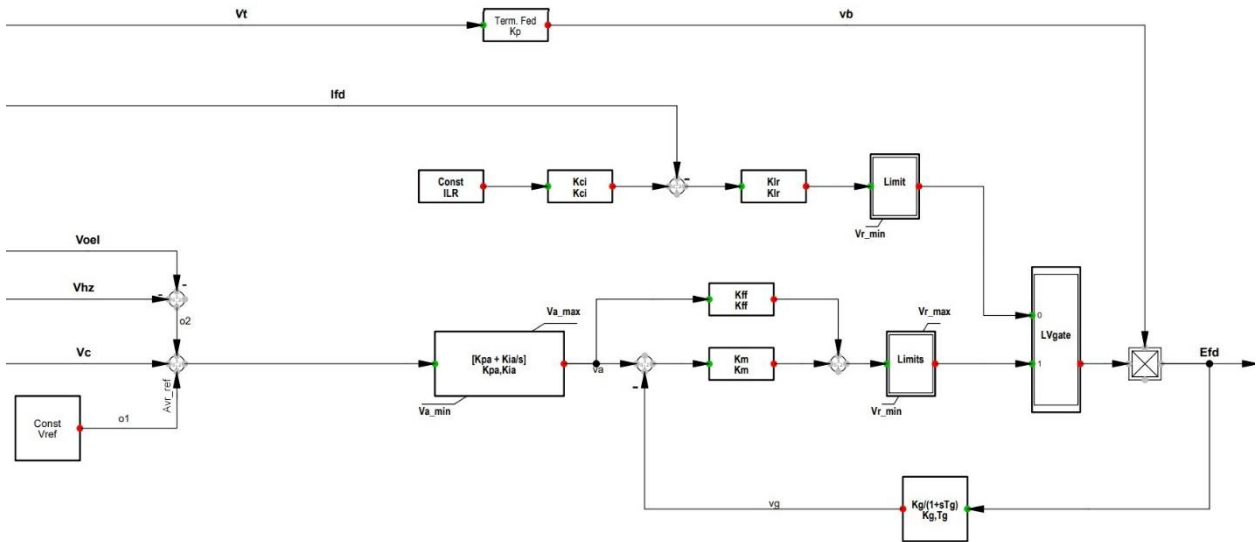 Vt
Term. Fed
Kp
vb
Ifd
Const
ILR
Kci
Kci
-
Klr
Klr
Limit
Vr_min
Voel
-
Vhz
-
o2
Vc
Avr_ref
Const
Vref
o1
Va_max
[Kpa + Kia/s]
Kpa,Kia
Va_min
va
-
Kff
Kff
Km
Km
Vr_max
Limits
Vr_min
0
LVgate
1
Efd
vg
Kg/(1+sTg)
Kg,Tg